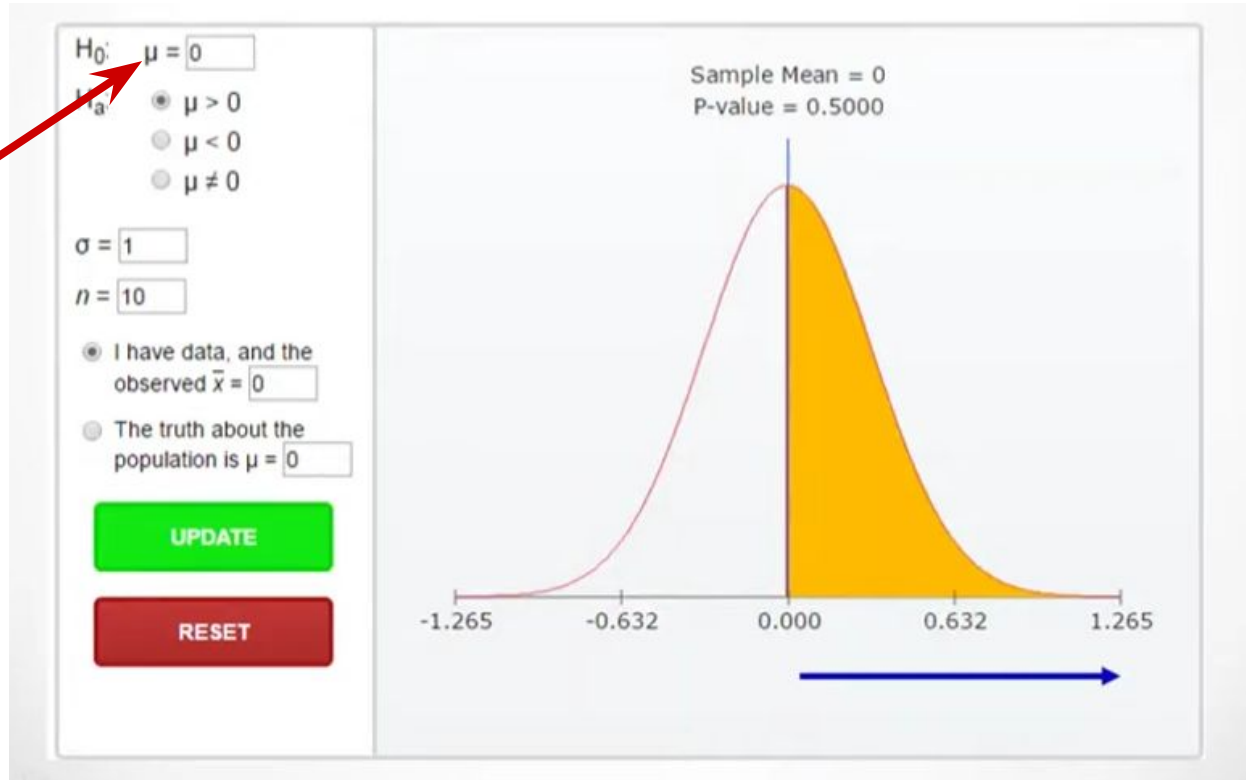 H0: μ = 0
Ha: μ > 0
μ < 0
μ ≠ 0
σ = 1
n = 10
I have data, and the
observed x̅ = 0
The truth about the
population is μ = 0
UPDATE
RESET
Sample Mean = 0
P-value = 0.5000
-1.265 -0.632 0.000 0.632 1.265